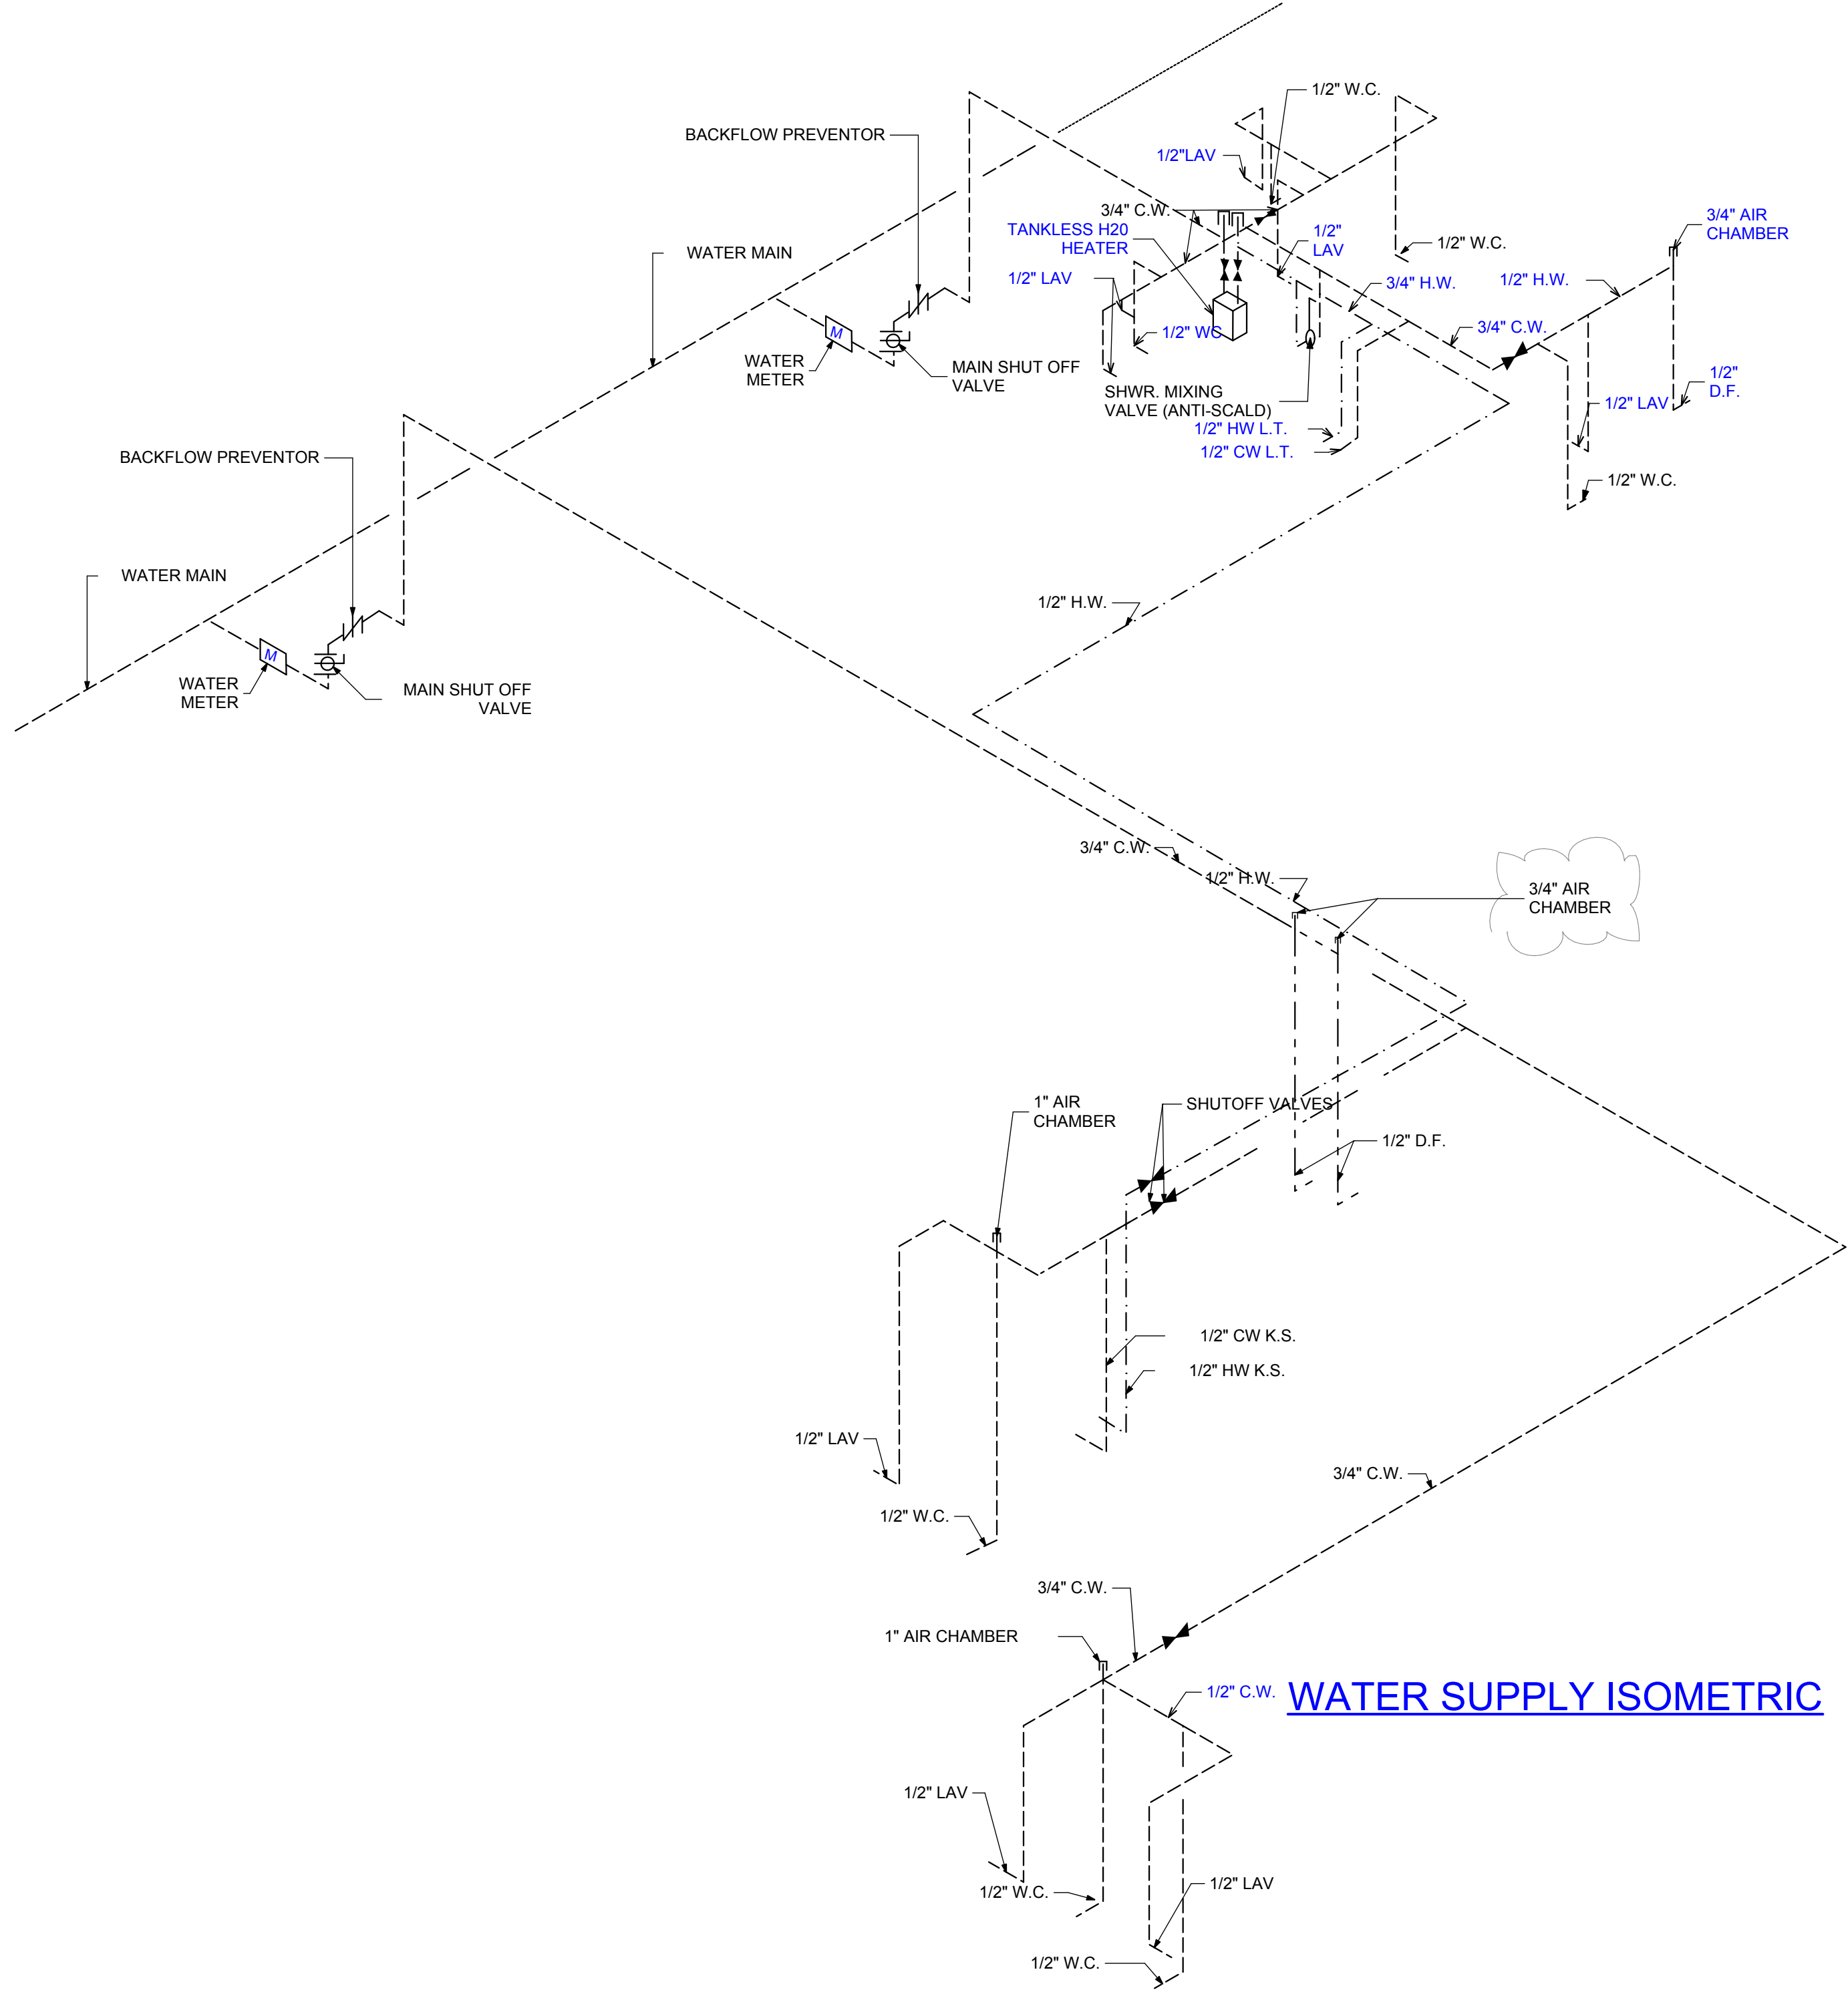 1/2" W.C.
BACKFLOW PREVENTOR
1/2"LAV
3/4" C.W.
3/4" AIR
CHAMBER
TANKLESS H20
HEATER
1/2"
LAV
1/2" W.C.
WATER MAIN
1/2" LAV
3/4" H.W.
1/2" H.W.
3/4" C.W.
1/2" WC
M
WATER
METER
MAIN SHUT OFF
VALVE
SHWR. MIXING
VALVE (ANTI-SCALD)
1/2"
D.F.
1/2" LAV
1/2" HW L.T.
1/2" CW L.T.
BACKFLOW PREVENTOR
1/2" W.C.
WATER MAIN
1/2" H.W.
M
WATER
METER
MAIN SHUT OFF
VALVE
3/4" C.W.
1/2" H.W.
3/4" AIR
CHAMBER
1" AIR
CHAMBER
SHUTOFF VALVES
1/2" D.F.
1/2" CW K.S.
1/2" HW K.S.
1/2" LAV
3/4" C.W.
1/2" W.C.
3/4" C.W.
1" AIR CHAMBER
1/2" C.W.
WATER SUPPLY ISOMETRIC
1/2" LAV
1/2" W.C.
1/2" LAV
1/2" W.C.